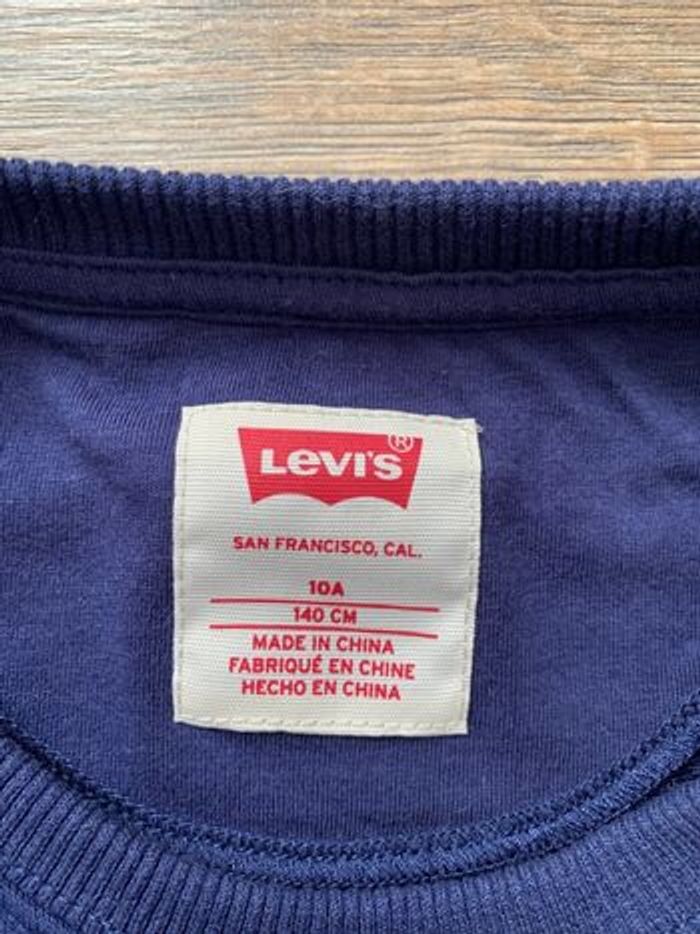 LEVI'S ®
SAN FRANCISCO, CAL.
10A
140 CM
MADE IN CHINA
FABRIQUÉ EN CHINE
HECHO EN CHINA